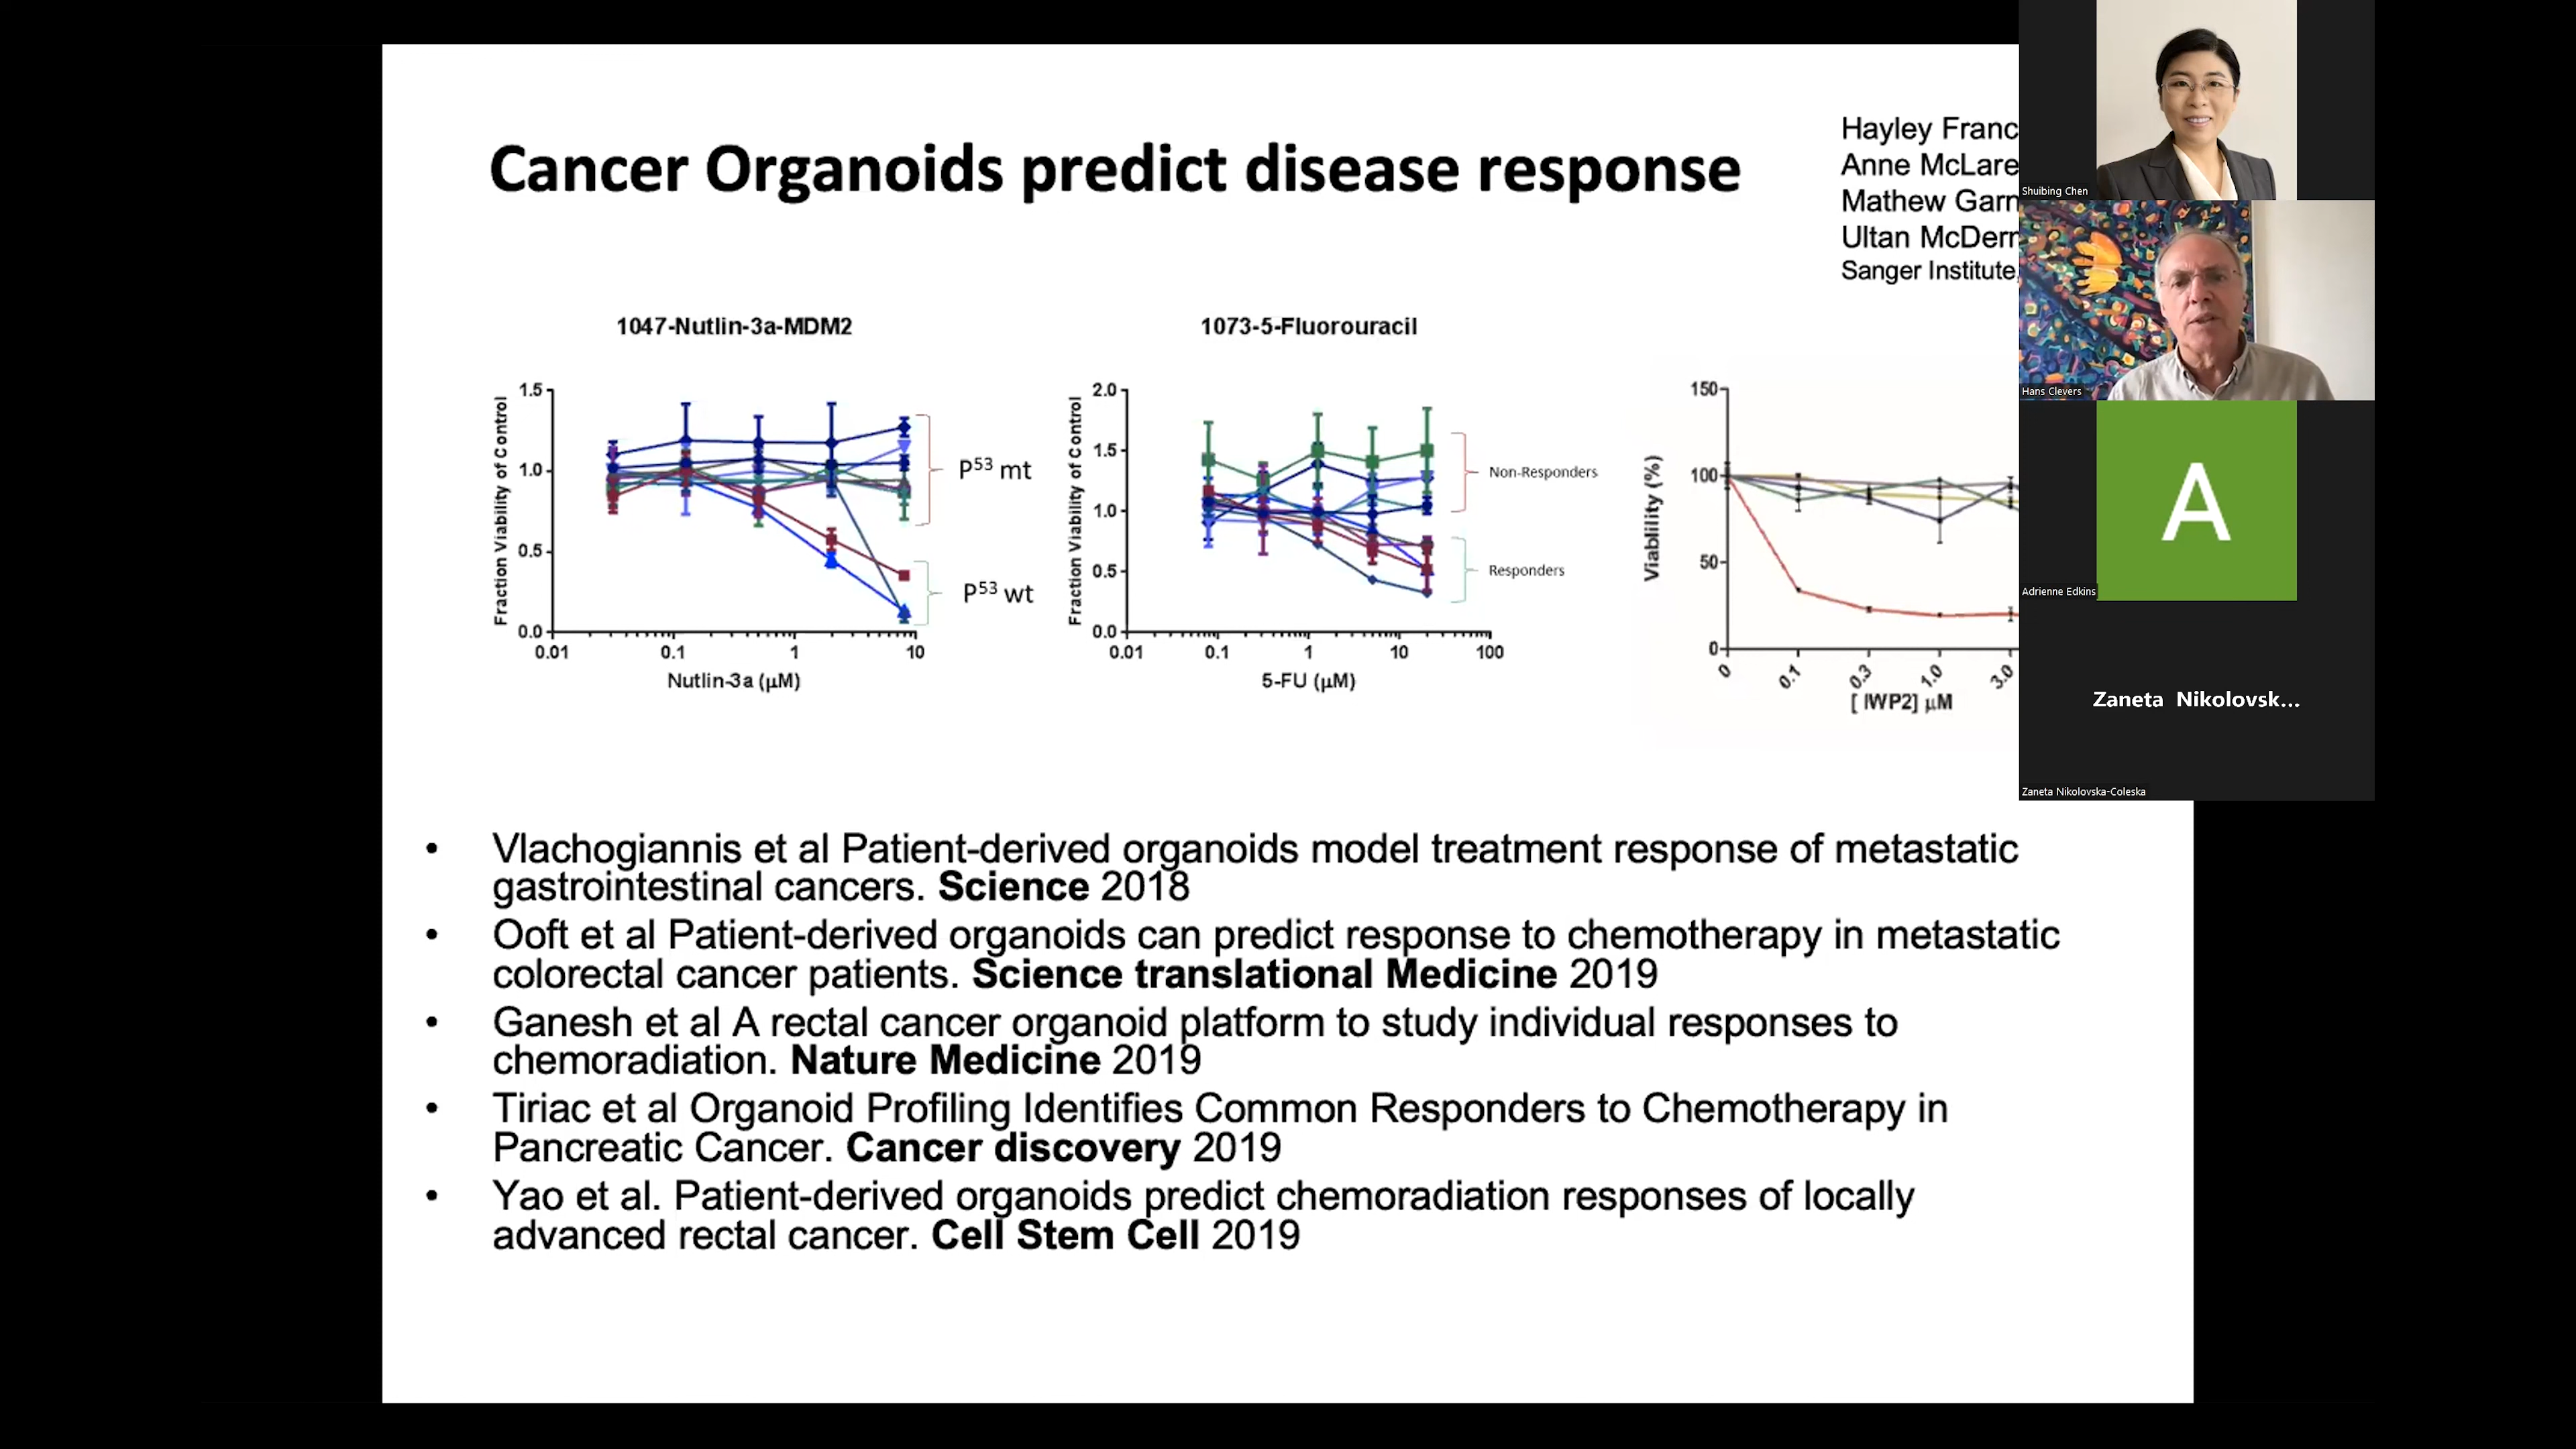 Cancer Organoids predict disease response
Hayley Franc
Anne McLare
Mathew Garn
Ultan McDerm
Sanger Institute,
1047-Nutlin-3a-MDM2
Fraction Viability of Control
1.5
1.0
0.5
0.0
0.01 0.1 1 10
Nutlin-3a (µM)
P53 mt
P53 wt
1073-5-Fluorouracil
Fraction Viability of Control
2.0
1.5
1.0
0.5
0.0
0.01 0.1 1 10 100
5-FU (µM)
Non-Responders
Responders
Viability (%)
150
100
50
0
0 0.1 0.3 1.0 3.0
[ IWP2] µM
• Vlachogiannis et al Patient-derived organoids model treatment response of metastatic
gastrointestinal cancers. Science 2018
• Ooft et al Patient-derived organoids can predict response to chemotherapy in metastatic
colorectal cancer patients. Science translational Medicine 2019
• Ganesh et al A rectal cancer organoid platform to study individual responses to
chemoradiation. Nature Medicine 2019
• Tiriac et al Organoid Profiling Identifies Common Responders to Chemotherapy in
Pancreatic Cancer. Cancer discovery 2019
• Yao et al. Patient-derived organoids predict chemoradiation responses of locally
advanced rectal cancer. Cell Stem Cell 2019
Shuibing Chen
Hans Clevers
A
Adrienne Edkins
Zaneta Nikolovsk...
Zaneta Nikolovska-Coleska